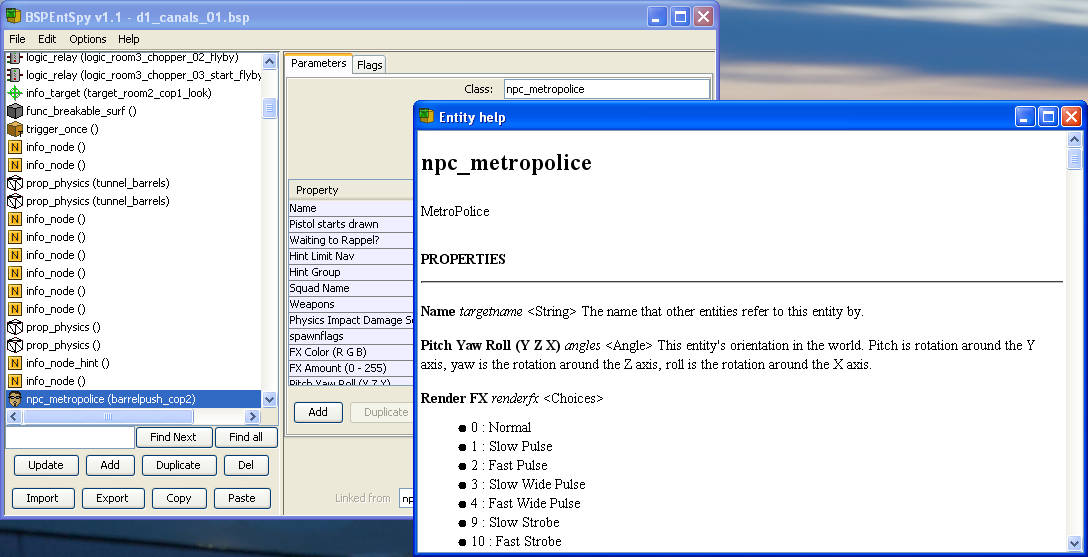 BSPEntSpy v1.1 - d1_canals_01.bsp
File Edit Options Help
logic_relay (logic_room3_chopper_02_flyby)
logic_relay (logic_room3_chopper_03_start_flyby
info_target (target_room2_cop1_look)
func_breakable_surf ()
trigger_once ()
info_node ()
info_node ()
prop_physics (tunnel_barrels)
prop_physics (tunnel_barrels)
info_node ()
info_node ()
info_node ()
info_node ()
info_node ()
info_node ()
prop_physics ()
prop_physics ()
info_node_hint ()
info_node ()
npc_metropolice (barrelpush_cop2)
Find Next Find all
Update Add Duplicate Del
Import Export Copy Paste
Parameters Flags
Class: npc_metropolice
Property
Name
Pistol starts drawn
Waiting to Rappel?
Hint Limit Nav
Hint Group
Squad Name
Weapons
Physics Impact Damage S
spawnflags
FX Color (R G B)
FX Amount (0 - 255)
Pitch Yaw Roll (Y Z X)
Add Duplicate
Linked from np
Entity help
npc_metropolice
MetroPolice
PROPERTIES
Name targetname <String> The name that other entities refer to this entity by.
Pitch Yaw Roll (Y Z X) angles <Angle> This entity's orientation in the world. Pitch is rotation around the Y
axis, yaw is the rotation around the Z axis, roll is the rotation around the X axis.
Render FX renderfx <Choices>
● 0 : Normal
● 1 : Slow Pulse
● 2 : Fast Pulse
● 3 : Slow Wide Pulse
● 4 : Fast Wide Pulse
● 9 : Slow Strobe
● 10 : Fast Strobe